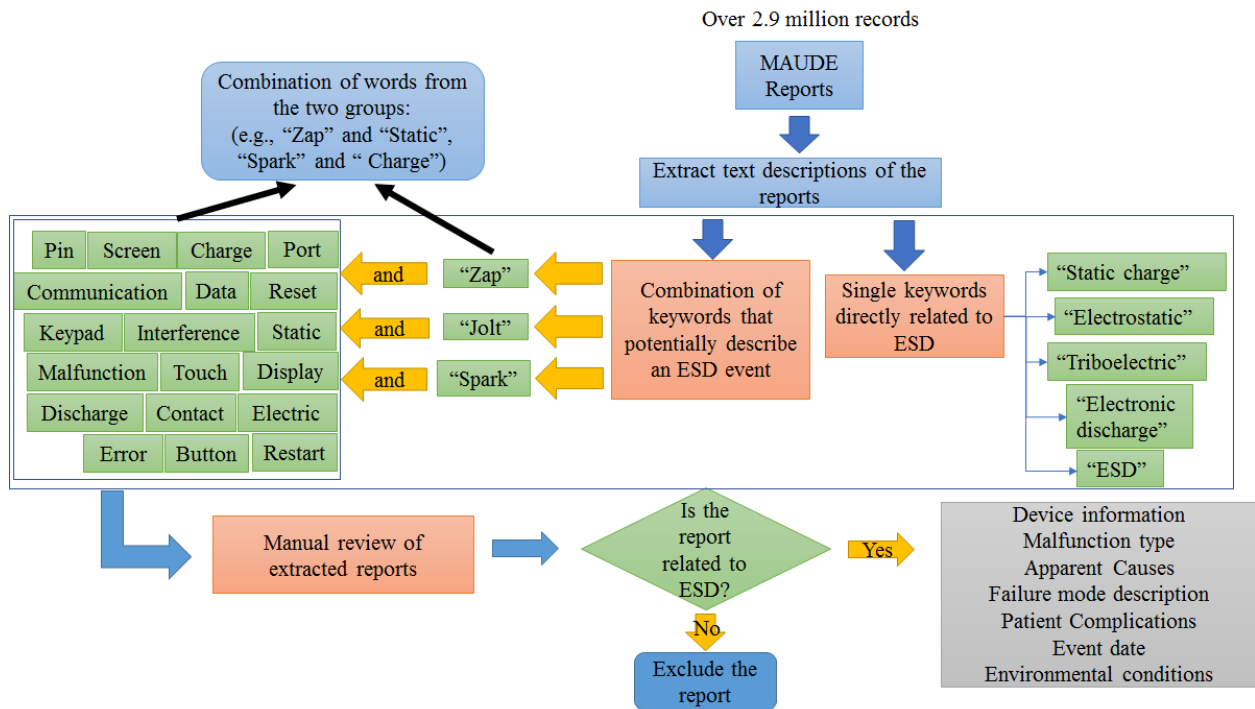 Over 2.9 million records
MAUDE
Reports
Combination of words from
the two groups:
(e.g., “Zap” and “Static”,
“Spark” and “ Charge”)
Extract text descriptions of the
reports
Pin
Screen
Charge
Port
Communication
Data
Reset
Keypad
Interference
Static
Malfunction
Touch
Display
Discharge
Contact
Electric
Error
Button
Restart
and
“Zap”
and
“Jolt”
and
“Spark”
Combination of
keywords that
potentially describe
an ESD event
Single keywords
directly related to
ESD
“Static charge”
“Electrostatic”
“Triboelectric”
“Electronic
discharge”
“ESD”
Manual review of
extracted reports
Is the
report
related to
ESD?
Yes
No
Exclude the
report
Device information
Malfunction type
Apparent Causes
Failure mode description
Patient Complications
Event date
Environmental conditions